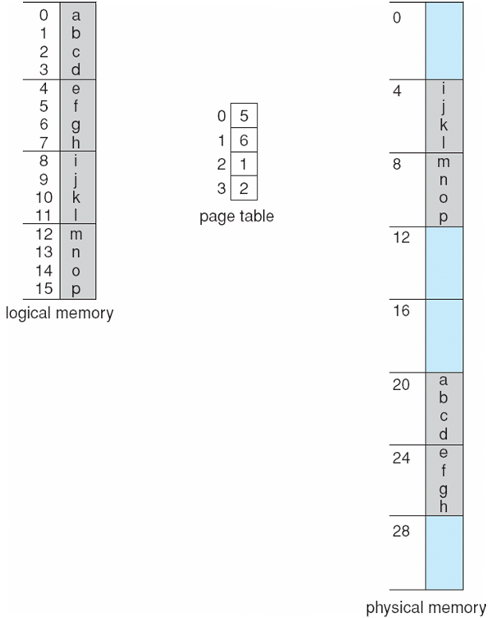 0 a
1 b
2 c
3 d
4 e
5 f
6 g
7 h
8 i
9 j
10 k
11 l
12 m
13 n
14 o
15 p
logical memory
0 5
1 6
2 1
3 2
page table
0
4 i
j
k
l
8 m
n
o
p
12
16
20 a
b
c
d
24 e
f
g
h
28
physical memory